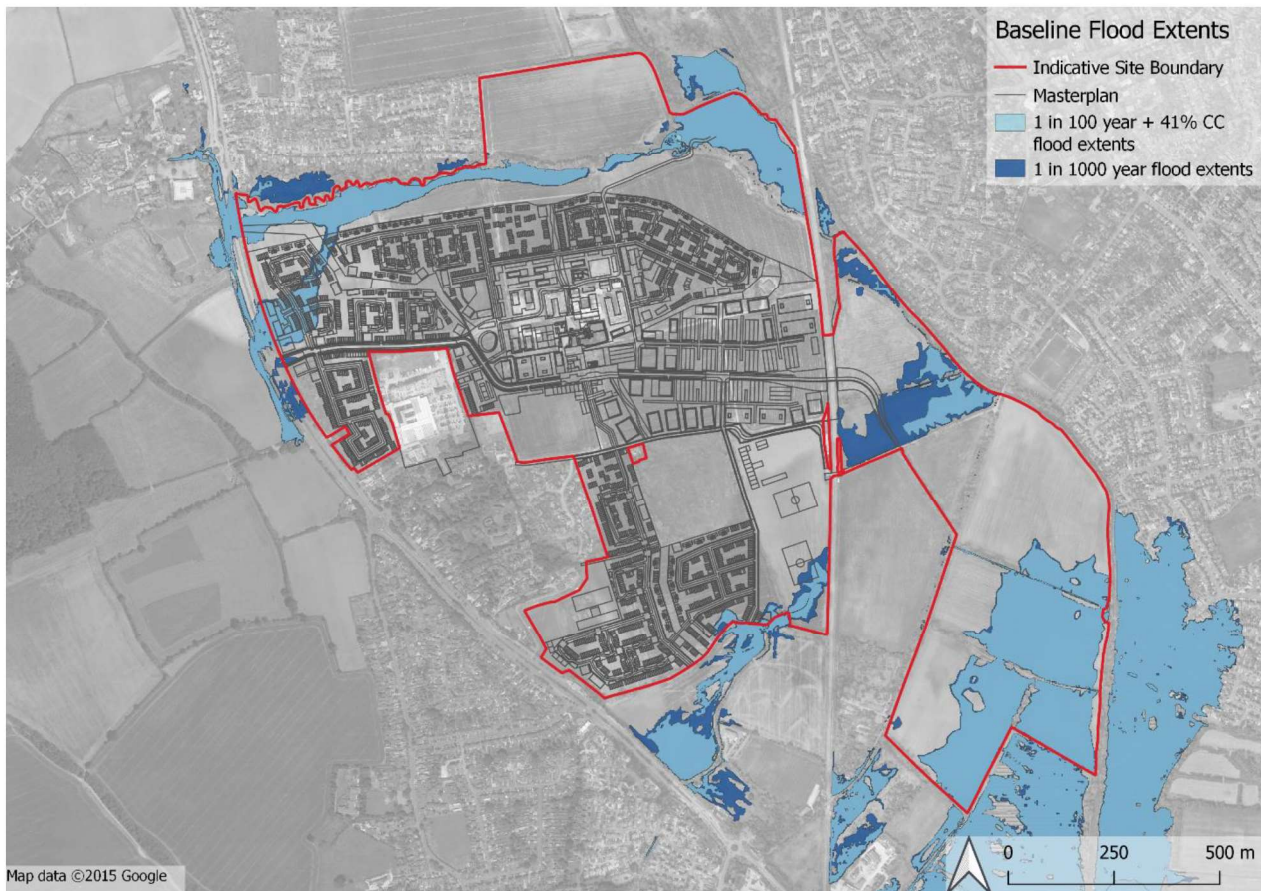 Baseline Flood Extents
Indicative Site Boundary
Masterplan
1 in 100 year + 41% CC
flood extents
1 in 1000 year flood extents
Map data ©2015 Google
0 250 500 m